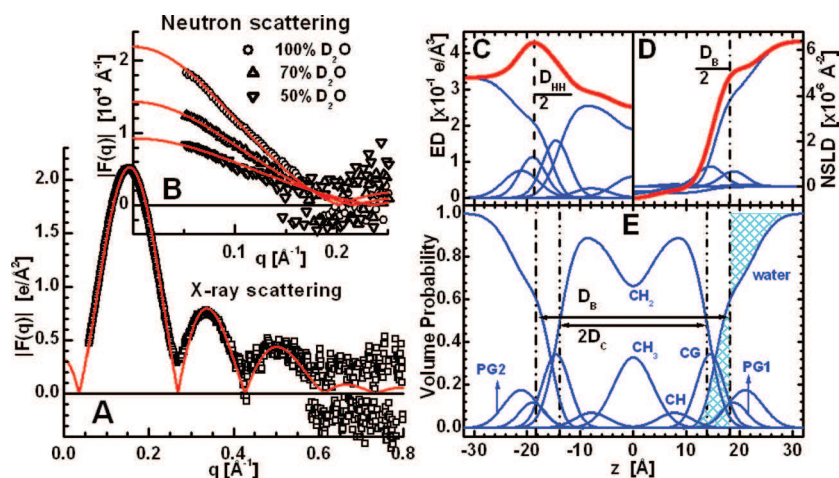 Neutron scattering
B
100% D₂O
70% D₂O
50% D₂O
|F(q)| [10⁻⁴ Å⁻¹]
2
1
0
0.1
0.2
q [Å⁻¹]
X-ray scattering
|F(q)| [e/Å²]
2.0
1.5
1.0
0.5
0.0
A
0.0
0.2
0.4
0.6
0.8
q [Å⁻¹]
C
D_HH
2
ED [x10⁻¹ e/Å³]
4
3
2
1
0
D
D_B
2
6
4
2
0
NSLD [x10⁻⁶ Å⁻²]
E
Volume Probability
1.0
0.8
0.6
0.4
0.2
0.0
water
CH₂
D_B
2D_C
PG2
CH₃
CG
PG1
CH
-30
-20
-10
0
10
20
30
z [Å]